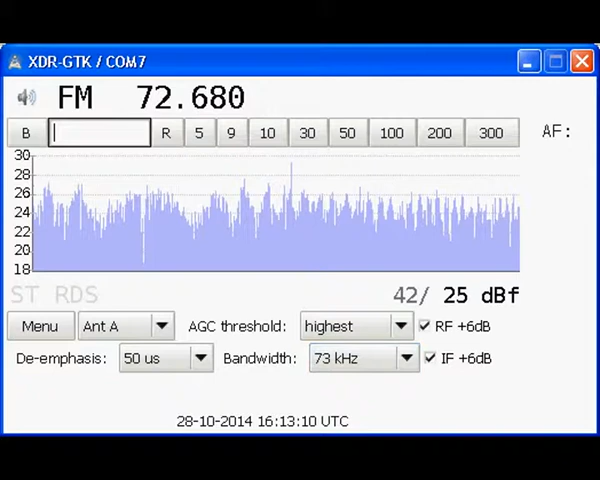 XDR-GTK / COM7
FM 72.680
B R 5 9 10 30 50 100 200 300 AF:
30
28
26
24
22
20
18
ST RDS 42/ 25 dBf
Menu Ant A AGC threshold: highest RF +6dB
De-emphasis: 50 us Bandwidth: 73 kHz IF +6dB
28-10-2014 16:13:10 UTC